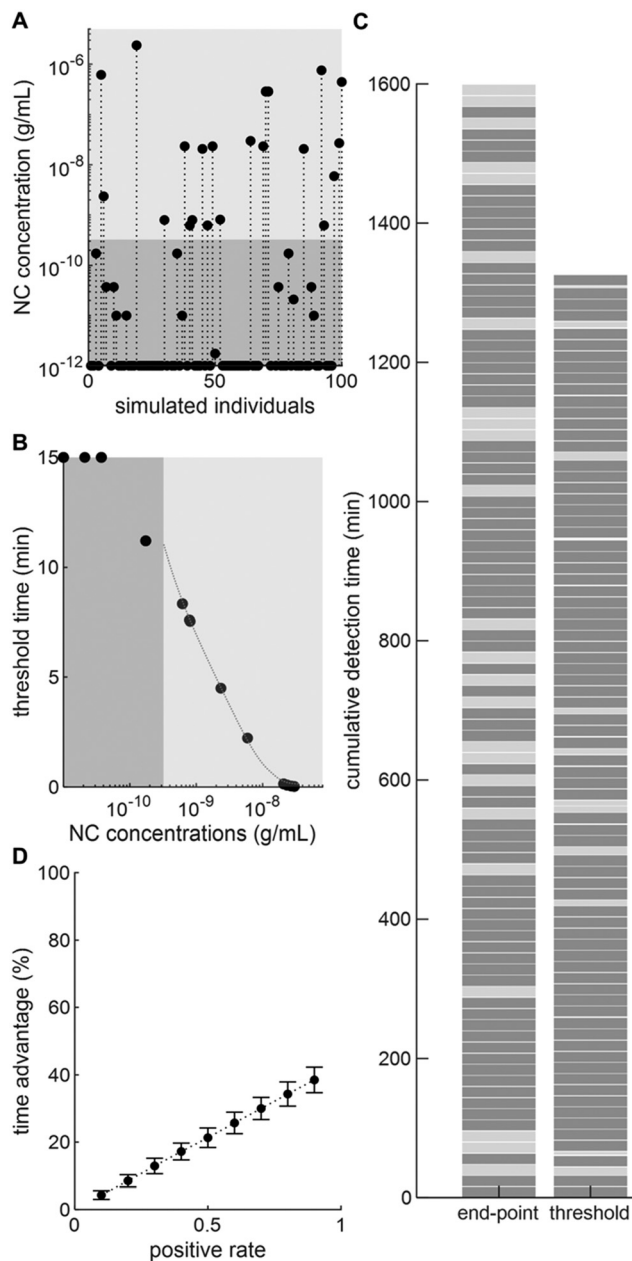 A
NC concentration (g/mL)
10-6
10-8
10-10
10-12
0
50
100
simulated individuals
B
threshold time (min)
15
10
5
0
10-10
10-9
10-8
NC concentrations (g/mL)
D
time advantage (%)
100
80
60
40
20
0
0
0.5
1
positive rate
C
cumulative detection time (min)
1600
1400
1200
1000
800
600
400
200
0
end-point
threshold